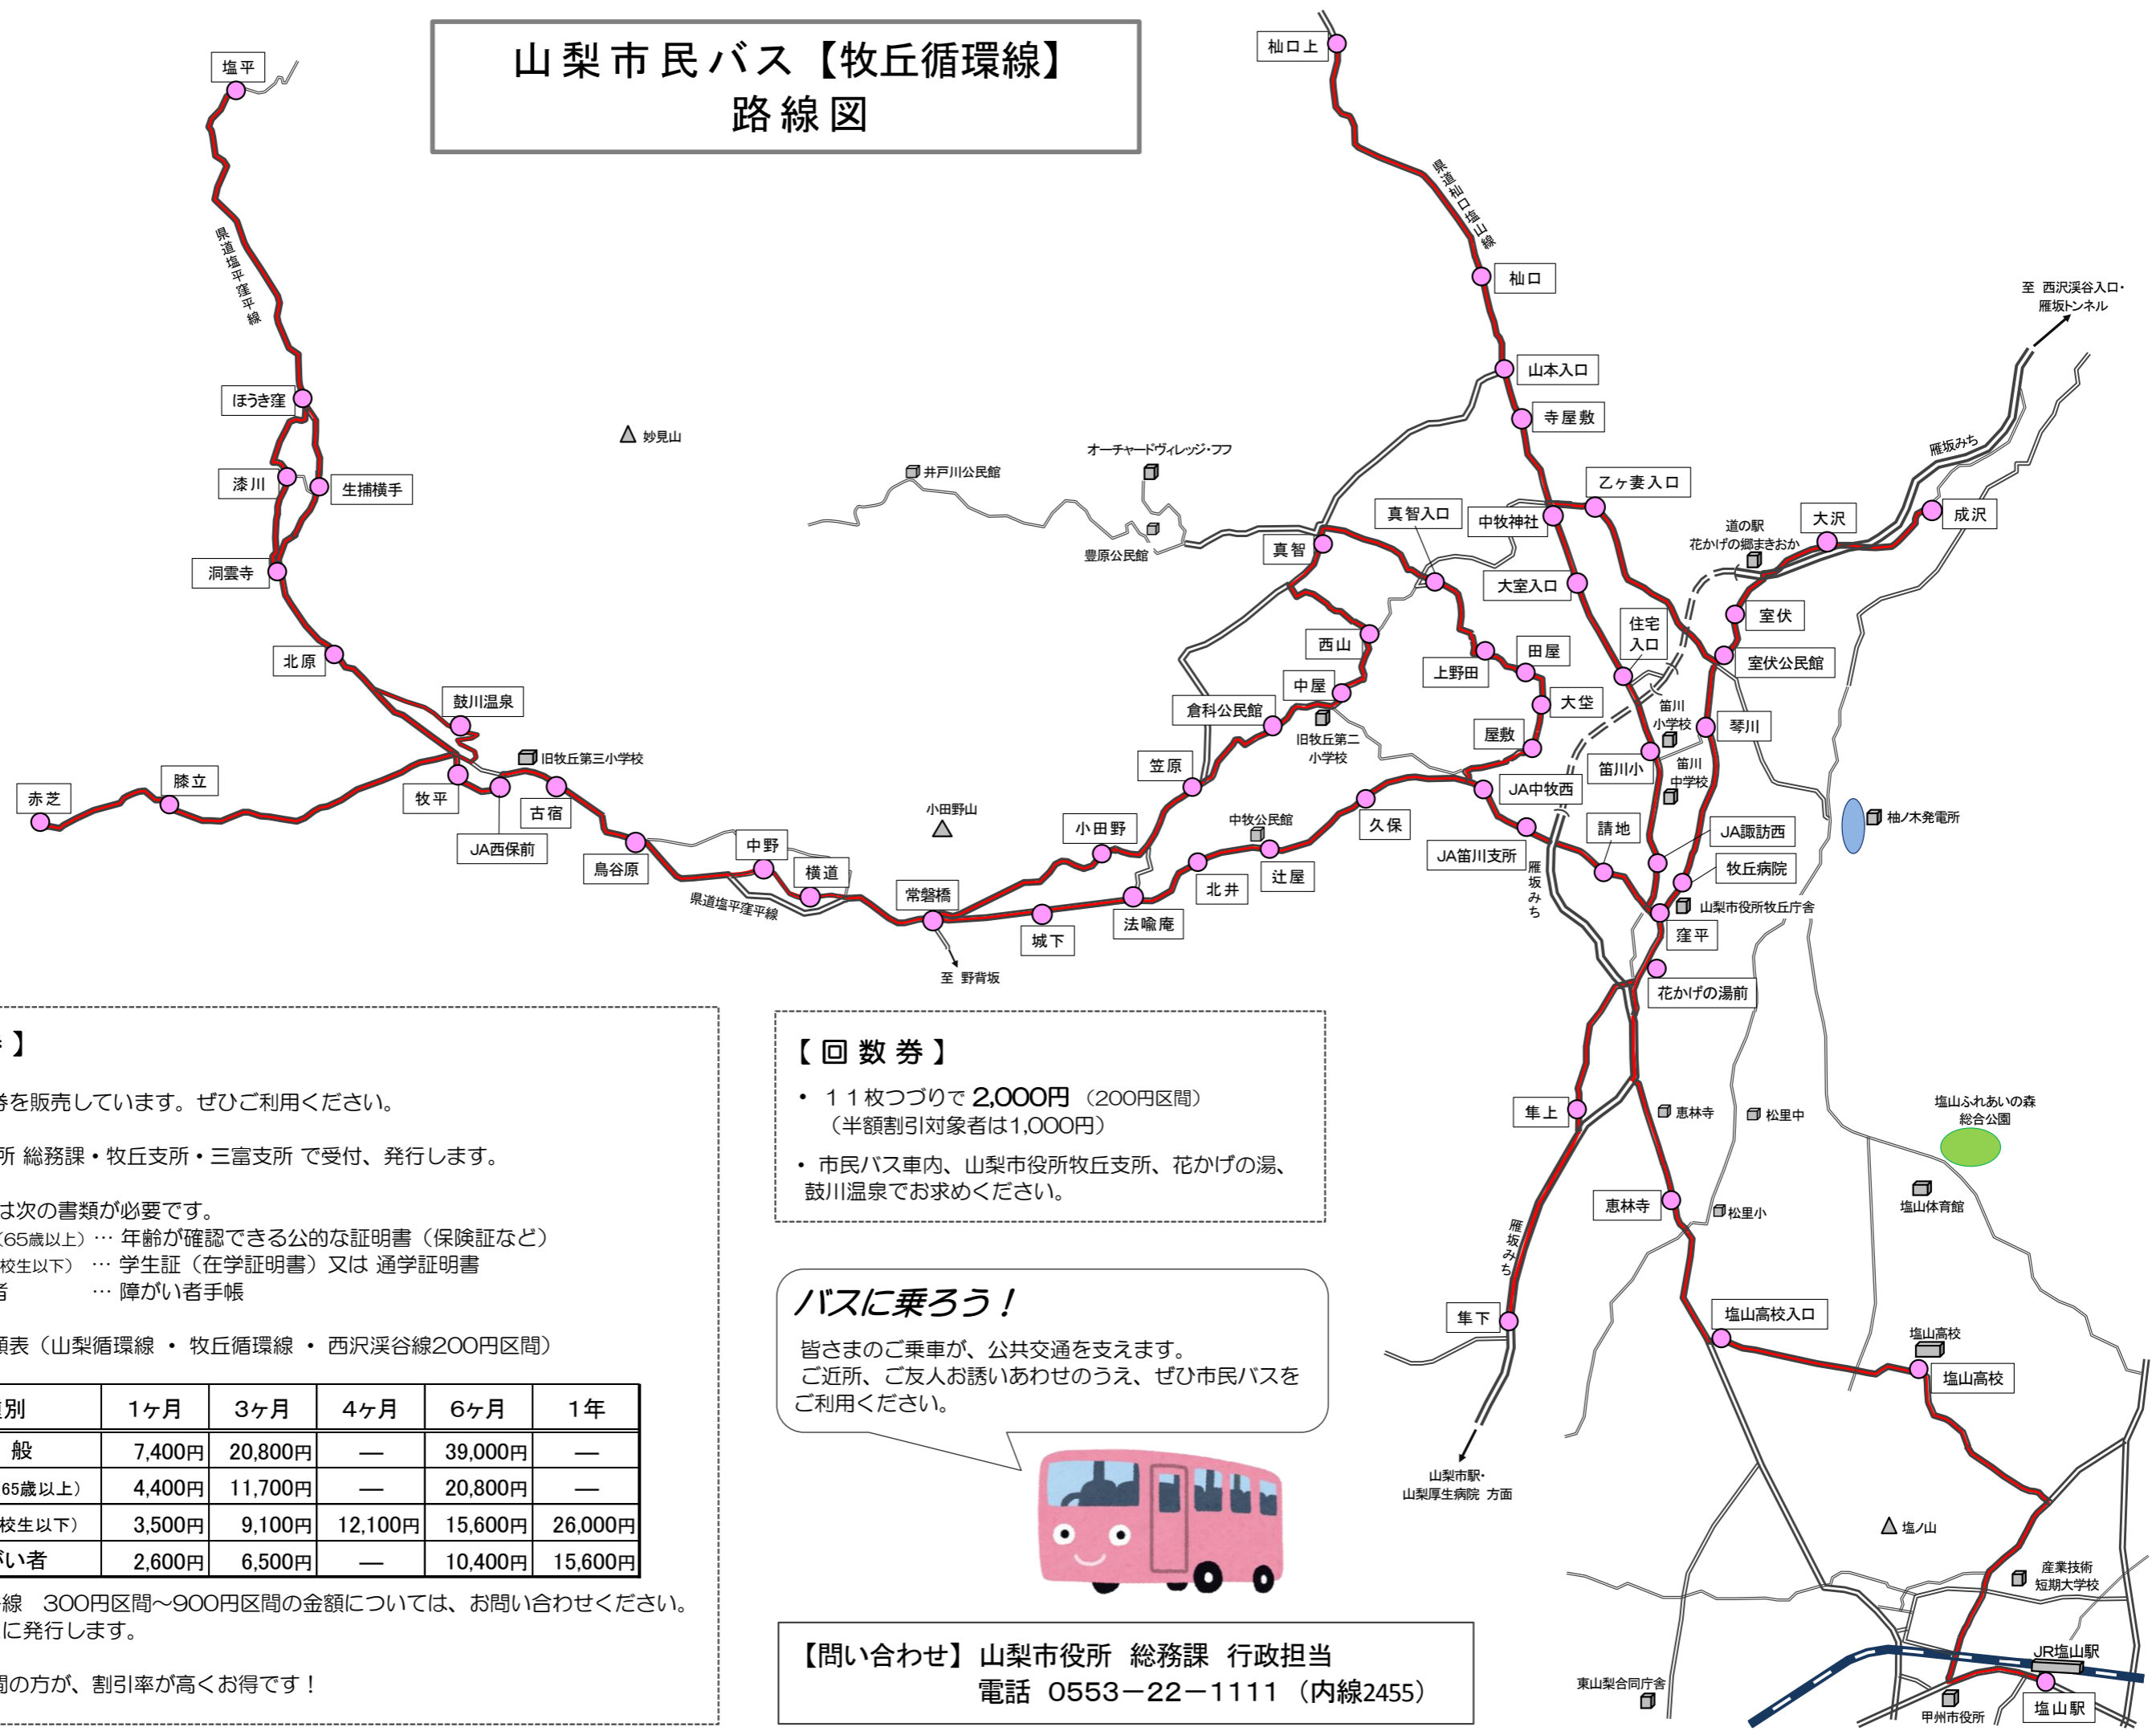 山梨市民バス【牧丘循環線】
路線図
塩平
県道塩平窪平線
ほうき窪
漆川
生捕横手
洞雲寺
北原
鼓川温泉
旧牧丘第三小学校
赤芝
膝立
牧平
JA西保前
古宿
鳥谷原
中野
横道
県道塩平窪平線
常磐橋
至 野背坂
妙見山
小田野山
井戸川公民館
オーチャードヴィレッジ・フフ
豊原公民館
杣口上
県道杣口塩山線
杣口
山本入口
寺屋敷
乙ヶ妻入口
真智入口
中牧神社
真智
大室入口
西山
中屋
倉科公民館
旧牧丘第二
小学校
笠原
小田野
城下
法喩庵
北井
中牧公民館
辻屋
久保
上野田
田屋
大垈
屋敷
JA中牧西
JA笛川支所
請地
住宅
入口
笛川
小学校
笛川小
笛川
中学校
琴川
JA諏訪西
牧丘病院
山梨市役所牧丘庁舎
窪平
花かげの湯前
至 西沢渓谷入口・
雁坂トンネル
雁坂みち
成沢
大沢
道の駅
花かげの郷まきおか
室伏
室伏公民館
柚ノ木発電所
雁坂みち
隼上
恵林寺
松里中
塩山ふれあいの森
総合公園
塩山体育館
恵林寺
松里小
雁坂みち
隼下
塩山高校入口
塩山高校
塩山高校
山梨市駅・
山梨厚生病院 方面
塩ノ山
産業技術
短期大学校
JR塩山駅
塩山駅
甲州市役所
東山梨合同庁舎
】
券を販売しています。ぜひご利用ください。
所 総務課・牧丘支所・三富支所 で受付、発行します。
は次の書類が必要です。
（65歳以上）… 年齢が確認できる公的な証明書（保険証など）
校生以下） … 学生証（在学証明書）又は 通学証明書
者 … 障がい者手帳
額表（山梨循環線 ・ 牧丘循環線 ・ 西沢渓谷線200円区間）
別 1ヶ月 3ヶ月 4ヶ月 6ヶ月 1年
般 7,400円 20,800円 ― 39,000円 ―
65歳以上） 4,400円 11,700円 ― 20,800円 ―
校生以下） 3,500円 9,100円 12,100円 15,600円 26,000円
い者 2,600円 6,500円 ― 10,400円 15,600円
線 300円区間～900円区間の金額については、お問い合わせください。
に発行します。
間の方が、割引率が高くお得です！
【回数券】
・ １１枚つづりで 2,000円 （200円区間）
（半額割引対象者は1,000円）
・ 市民バス車内、山梨市役所牧丘支所、花かげの湯、
鼓川温泉でお求めください。
バスに乗ろう！
皆さまのご乗車が、公共交通を支えます。
ご近所、ご友人お誘いあわせのうえ、ぜひ市民バスを
ご利用ください。
【問い合わせ】山梨市役所 総務課 行政担当
電話 0553－22－1111 （内線2455）